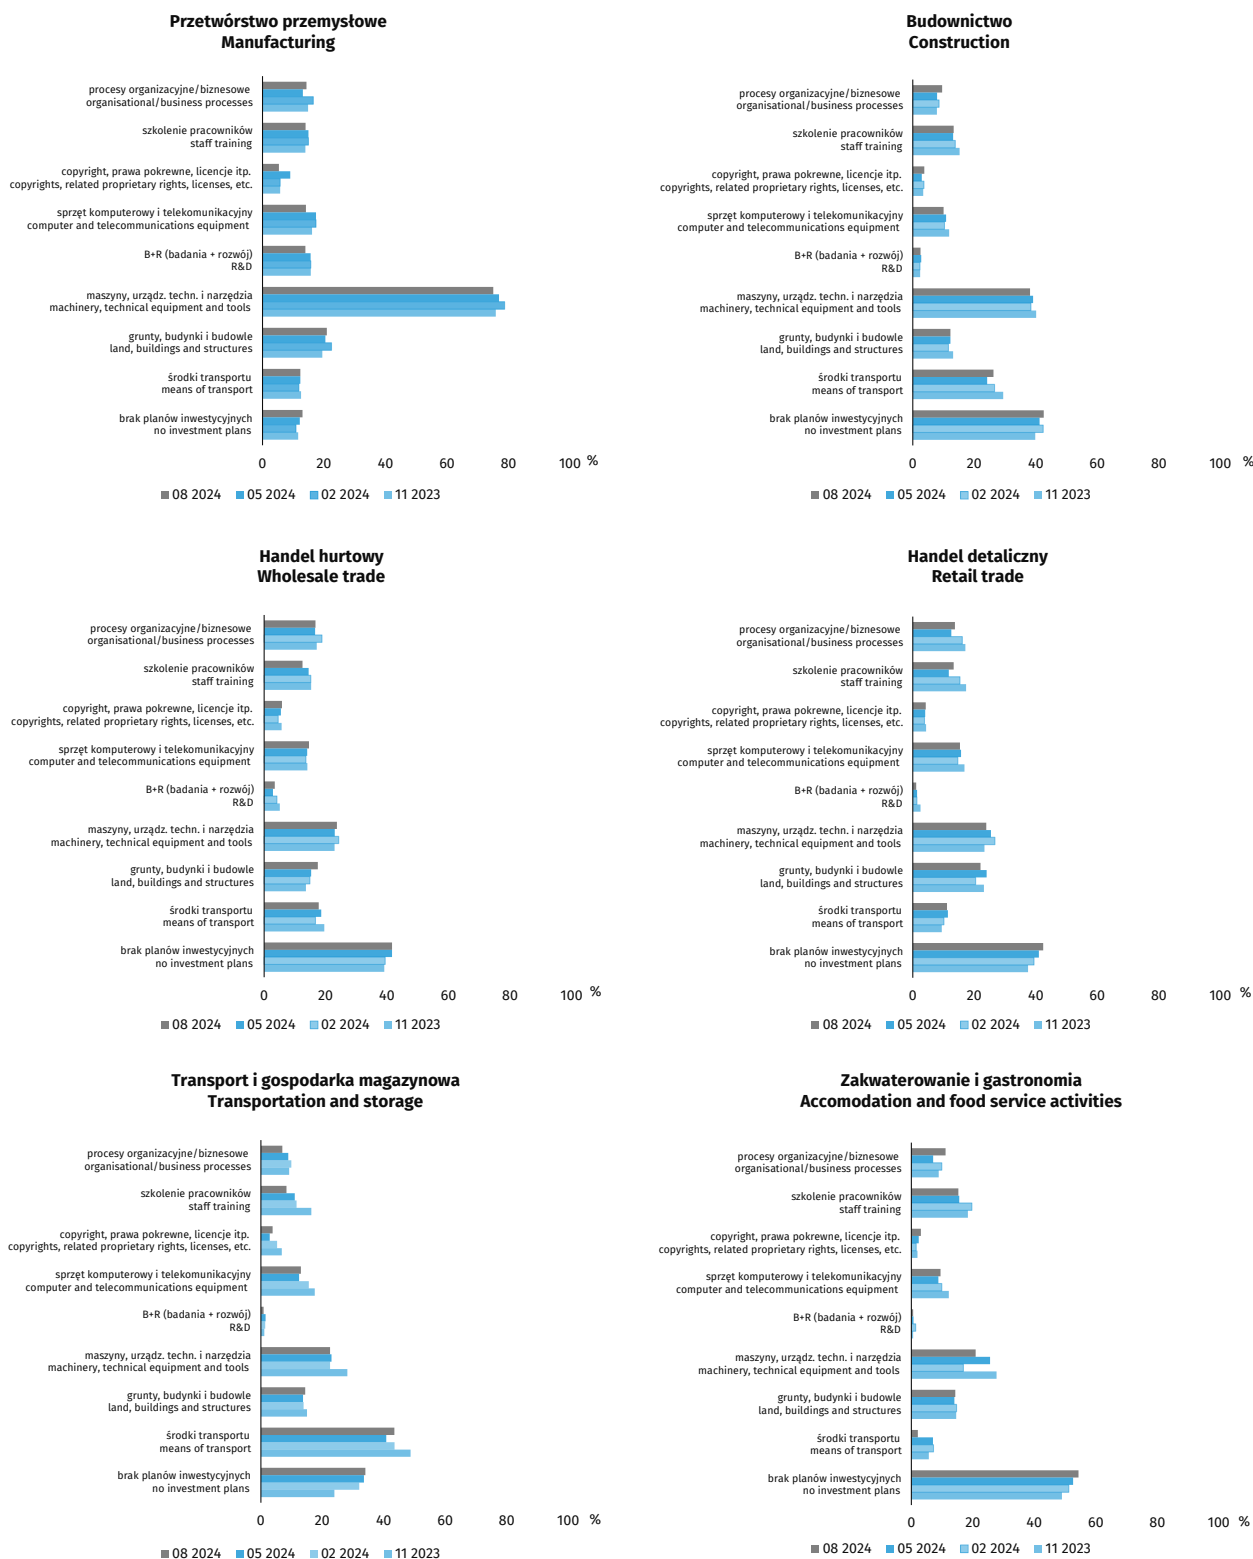 Przetwórstwo przemysłowe
Manufacturing
procesy organizacyjne/biznesowe
organisational/business processes
szkolenie pracowników
staff training
copyright, prawa pokrewne, licencje itp.
copyrights, related proprietary rights, licenses, etc.
sprzęt komputerowy i telekomunikacyjny
computer and telecommunications equipment
B+R (badania + rozwój)
R&D
maszyny, urządz. techn. i narzędzia
machinery, technical equipment and tools
grunty, budynki i budowle
land, buildings and structures
środki transportu
means of transport
brak planów inwestycyjnych
no investment plans
0 20 40 60 80 100 %
08 2024 05 2024 02 2024 11 2023
Budownictwo
Construction
procesy organizacyjne/biznesowe
organisational/business processes
szkolenie pracowników
staff training
copyright, prawa pokrewne, licencje itp.
copyrights, related proprietary rights, licenses, etc.
sprzęt komputerowy i telekomunikacyjny
computer and telecommunications equipment
B+R (badania + rozwój)
R&D
maszyny, urządz. techn. i narzędzia
machinery, technical equipment and tools
grunty, budynki i budowle
land, buildings and structures
środki transportu
means of transport
brak planów inwestycyjnych
no investment plans
0 20 40 60 80 100 %
08 2024 05 2024 02 2024 11 2023
Handel hurtowy
Wholesale trade
procesy organizacyjne/biznesowe
organisational/business processes
szkolenie pracowników
staff training
copyright, prawa pokrewne, licencje itp.
copyrights, related proprietary rights, licenses, etc.
sprzęt komputerowy i telekomunikacyjny
computer and telecommunications equipment
B+R (badania + rozwój)
R&D
maszyny, urządz. techn. i narzędzia
machinery, technical equipment and tools
grunty, budynki i budowle
land, buildings and structures
środki transportu
means of transport
brak planów inwestycyjnych
no investment plans
0 20 40 60 80 100 %
08 2024 05 2024 02 2024 11 2023
Handel detaliczny
Retail trade
procesy organizacyjne/biznesowe
organisational/business processes
szkolenie pracowników
staff training
copyright, prawa pokrewne, licencje itp.
copyrights, related proprietary rights, licenses, etc.
sprzęt komputerowy i telekomunikacyjny
computer and telecommunications equipment
B+R (badania + rozwój)
R&D
maszyny, urządz. techn. i narzędzia
machinery, technical equipment and tools
grunty, budynki i budowle
land, buildings and structures
środki transportu
means of transport
brak planów inwestycyjnych
no investment plans
0 20 40 60 80 100 %
08 2024 05 2024 02 2024 11 2023
Transport i gospodarka magazynowa
Transportation and storage
procesy organizacyjne/biznesowe
organisational/business processes
szkolenie pracowników
staff training
copyright, prawa pokrewne, licencje itp.
copyrights, related proprietary rights, licenses, etc.
sprzęt komputerowy i telekomunikacyjny
computer and telecommunications equipment
B+R (badania + rozwój)
R&D
maszyny, urządz. techn. i narzędzia
machinery, technical equipment and tools
grunty, budynki i budowle
land, buildings and structures
środki transportu
means of transport
brak planów inwestycyjnych
no investment plans
0 20 40 60 80 100 %
08 2024 05 2024 02 2024 11 2023
Zakwaterowanie i gastronomia
Accomodation and food service activities
procesy organizacyjne/biznesowe
organisational/business processes
szkolenie pracowników
staff training
copyright, prawa pokrewne, licencje itp.
copyrights, related proprietary rights, licenses, etc.
sprzęt komputerowy i telekomunikacyjny
computer and telecommunications equipment
B+R (badania + rozwój)
R&D
maszyny, urządz. techn. i narzędzia
machinery, technical equipment and tools
grunty, budynki i budowle
land, buildings and structures
środki transportu
means of transport
brak planów inwestycyjnych
no investment plans
0 20 40 60 80 100 %
08 2024 05 2024 02 2024 11 2023